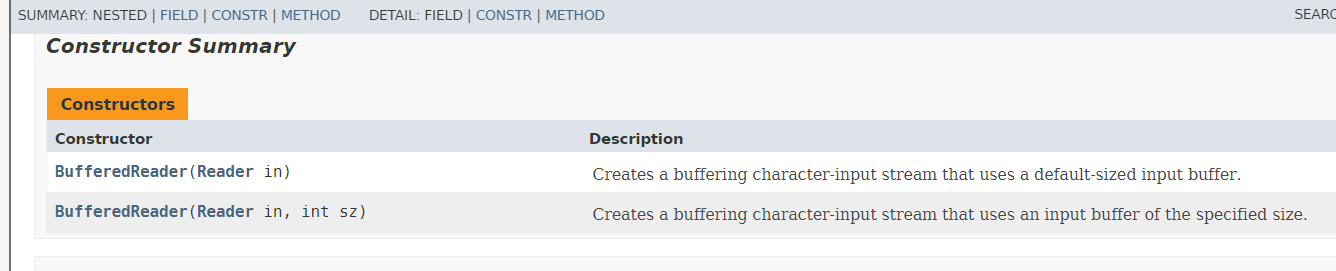 SUMMARY: NESTED | FIELD | CONSTR | METHOD DETAIL: FIELD | CONSTR | METHOD
Constructor Summary
Constructors
Constructor Description
BufferedReader(Reader in) Creates a buffering character-input stream that uses a default-sized input buffer.
BufferedReader(Reader in, int sz) Creates a buffering character-input stream that uses an input buffer of the specified size.